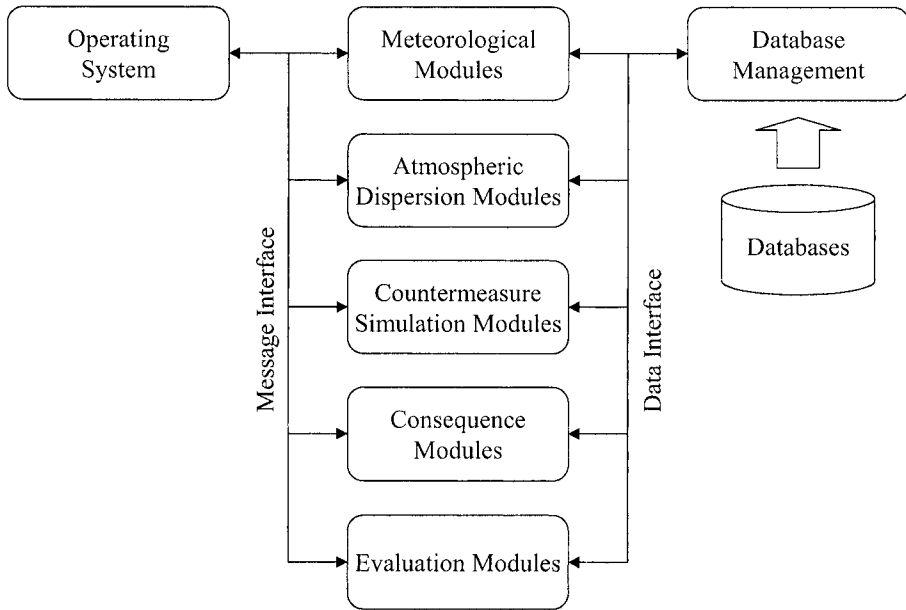 Operating
System
Meteorological
Modules
Database
Management
Atmospheric
Dispersion Modules
Databases
Message Interface
Countermeasure
Simulation Modules
Data Interface
Consequence
Modules
Evaluation Modules